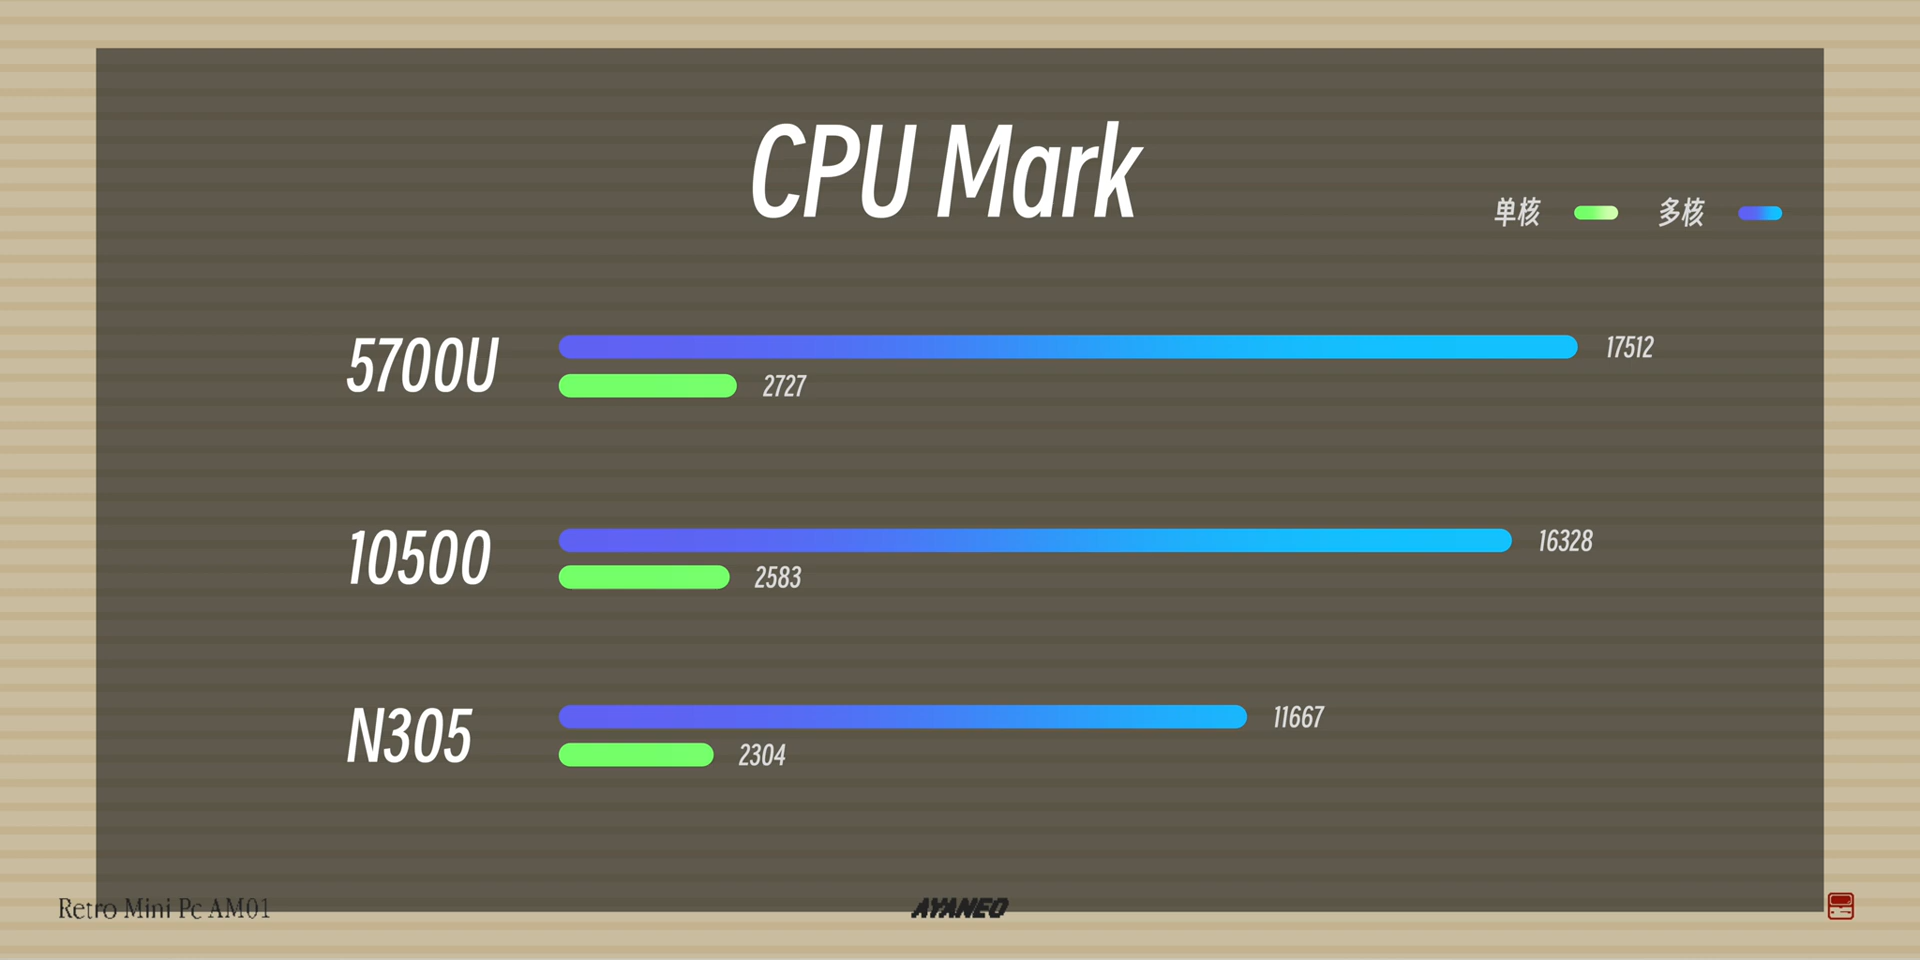 CPU Mark
单核 多核
5700U
17512
2727
10500
16328
2583
N305
11667
2304
Retro Mini Pc AM01
AYANEO